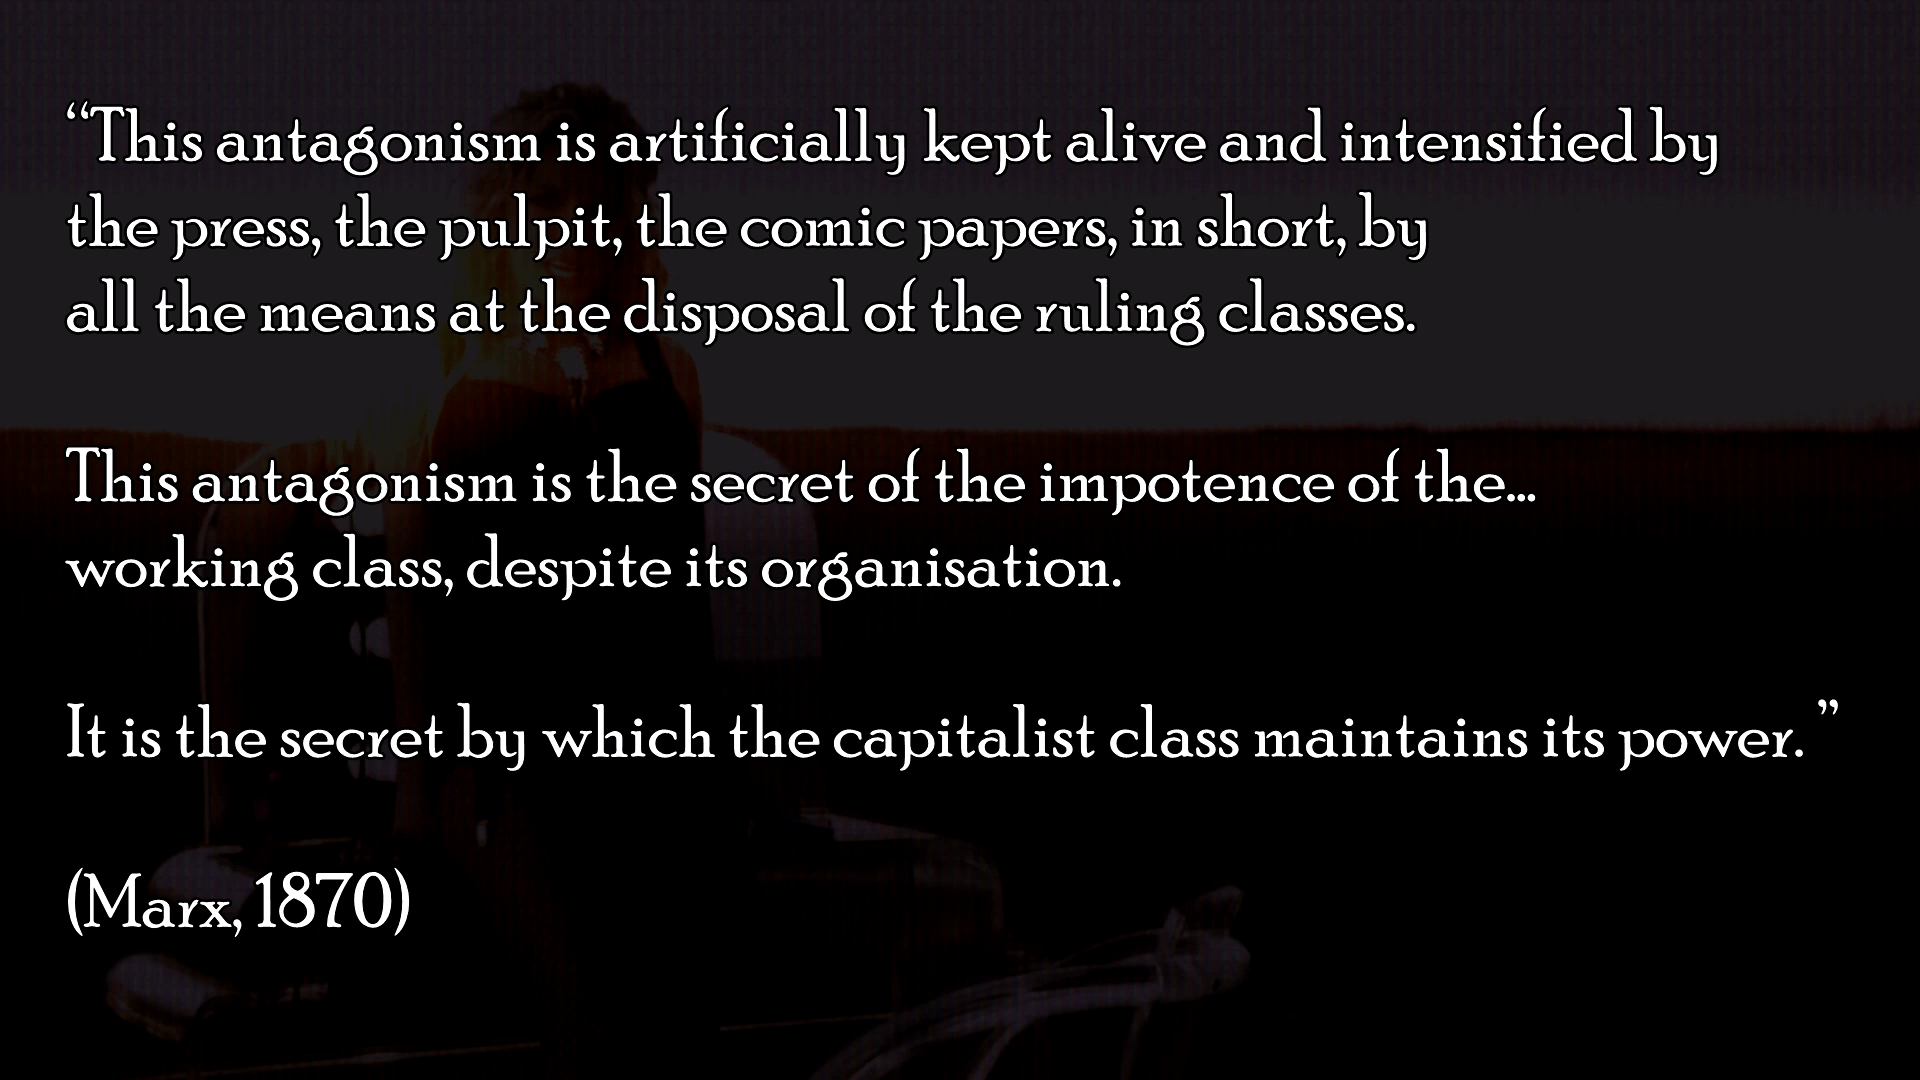 “This antagonism is artificially kept alive and intensified by
the press, the pulpit, the comic papers, in short, by
all the means at the disposal of the ruling classes.
This antagonism is the secret of the impotence of the...
working class, despite its organisation.
It is the secret by which the capitalist class maintains its power. ”
(Marx, 1870)